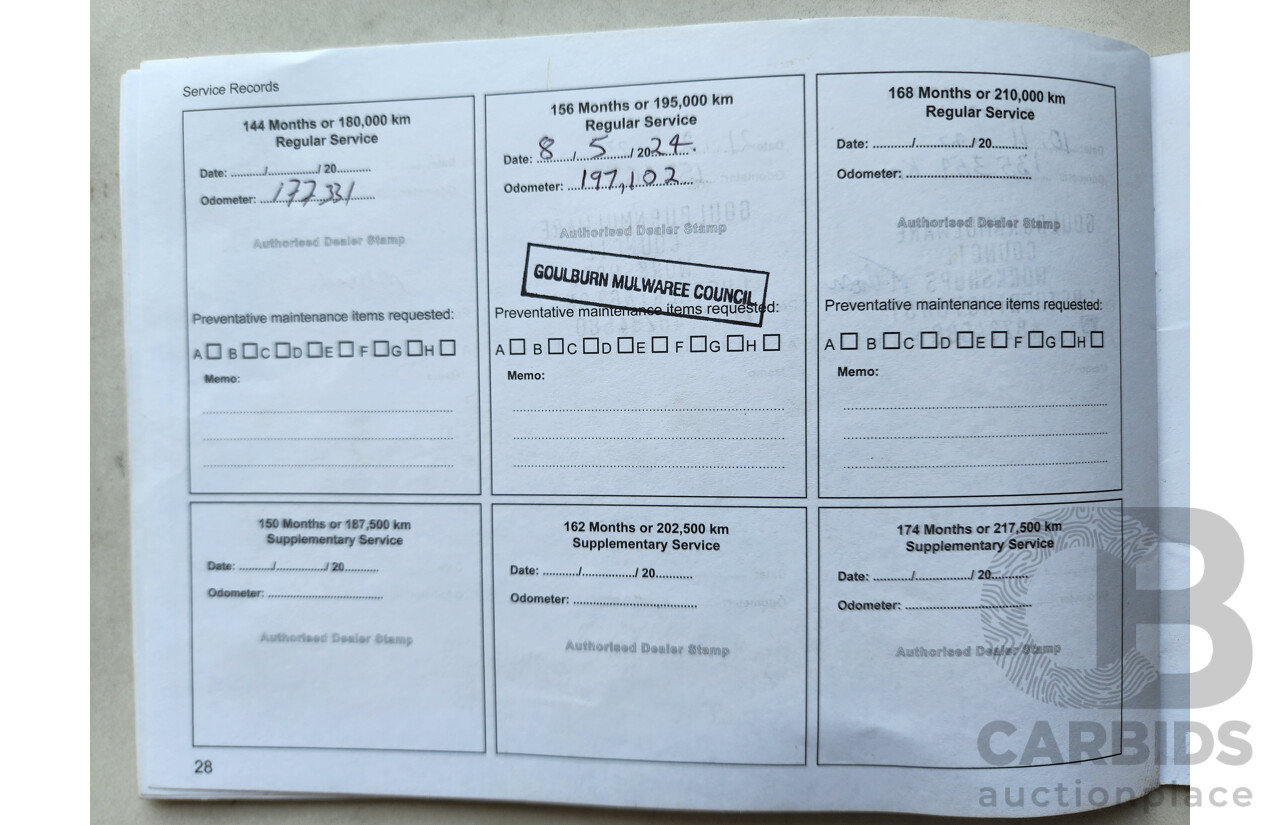 Service Records
144 Months or 180,000 km
Regular Service
Date: ........../............../ 20..........
Odometer: 177,331
Authorised Dealer Stamp
Preventative maintenance items requested:
A☐ B☐C☐D☐E☐ F☐G☐H☐
Memo:
156 Months or 195,000 km
Regular Service
Date: 8 / 5 / 2024.
Odometer: 197,102
Authorised Dealer Stamp
GOULBURN MULWAREE COUNCIL
Preventative maintenance items requested:
A☐ B☐C☐D☐E☐ F☐G☐H☐
Memo:
168 Months or 210,000 km
Regular Service
Date: ........../............../ 20..........
Odometer: ................................
Authorised Dealer Stamp
Preventative maintenance items requested:
A☐ B☐C☐D☐E☐ F☐G☐H☐
Memo:
150 Months or 187,500 km
Supplementary Service
Date: ........../............../ 20..........
Odometer: ................................
Authorised Dealer Stamp
162 Months or 202,500 km
Supplementary Service
Date: ........../............../ 20..........
Odometer: ................................
Authorised Dealer Stamp
174 Months or 217,500 km
Supplementary Service
Date: ........../............../ 20..........
Odometer: ................................
Authorised Dealer Stamp
28
CB
CARBIDS
auctionplace